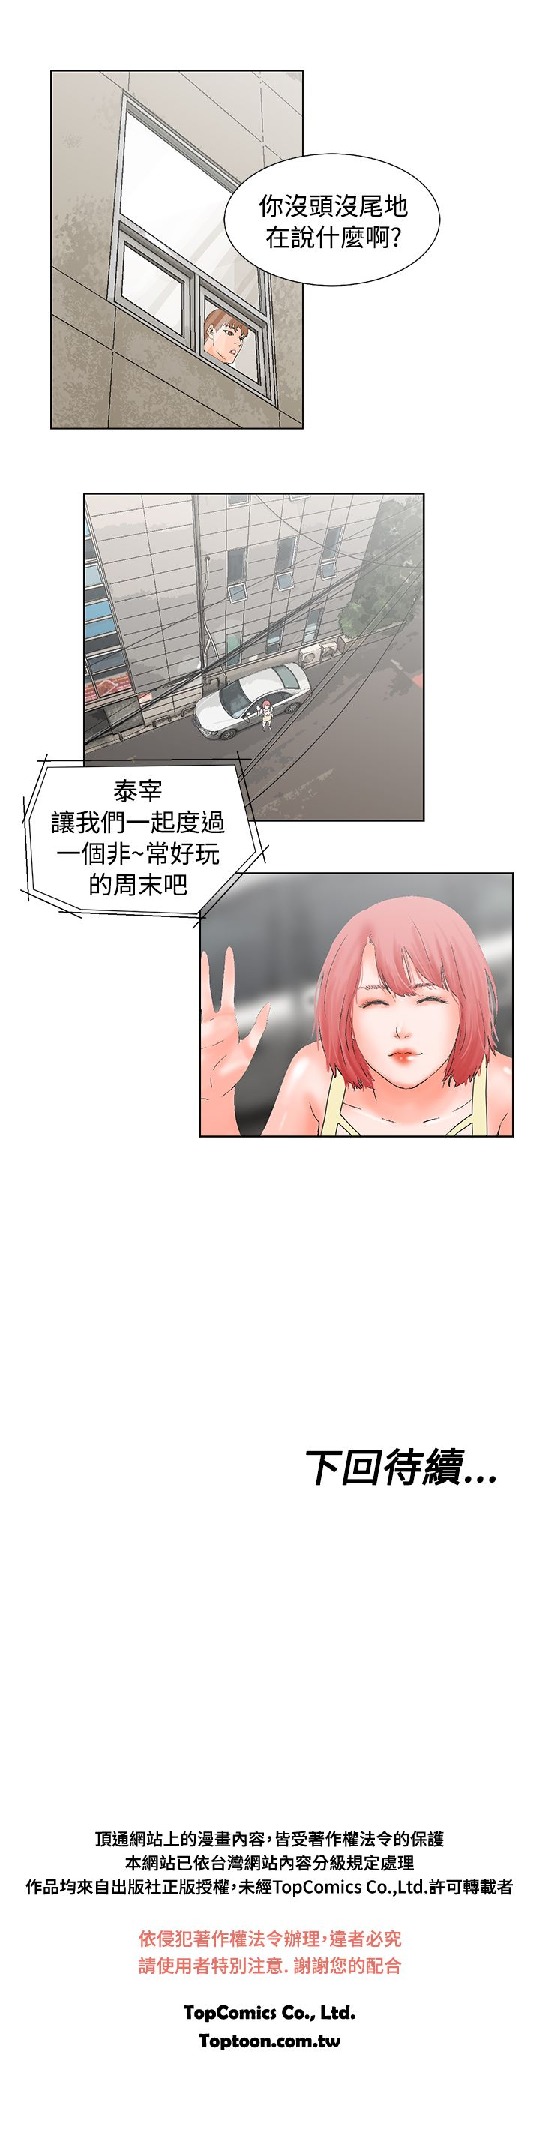 你沒頭沒尾地
在說什麼啊?
泰宰
讓我們一起度過
一個非~常好玩
的周末吧
下回待續...
頂通網站上的漫畫內容,皆受著作權法令的保護
本網站已依台灣網站內容分級規定處理
作品均來自出版社正版授權,未經TopComics Co.,Ltd.許可轉載者
依侵犯著作權法令辦理,違者必究
請使用者特別注意. 謝謝您的配合
TopComics Co., Ltd.
Toptoon.com.tw